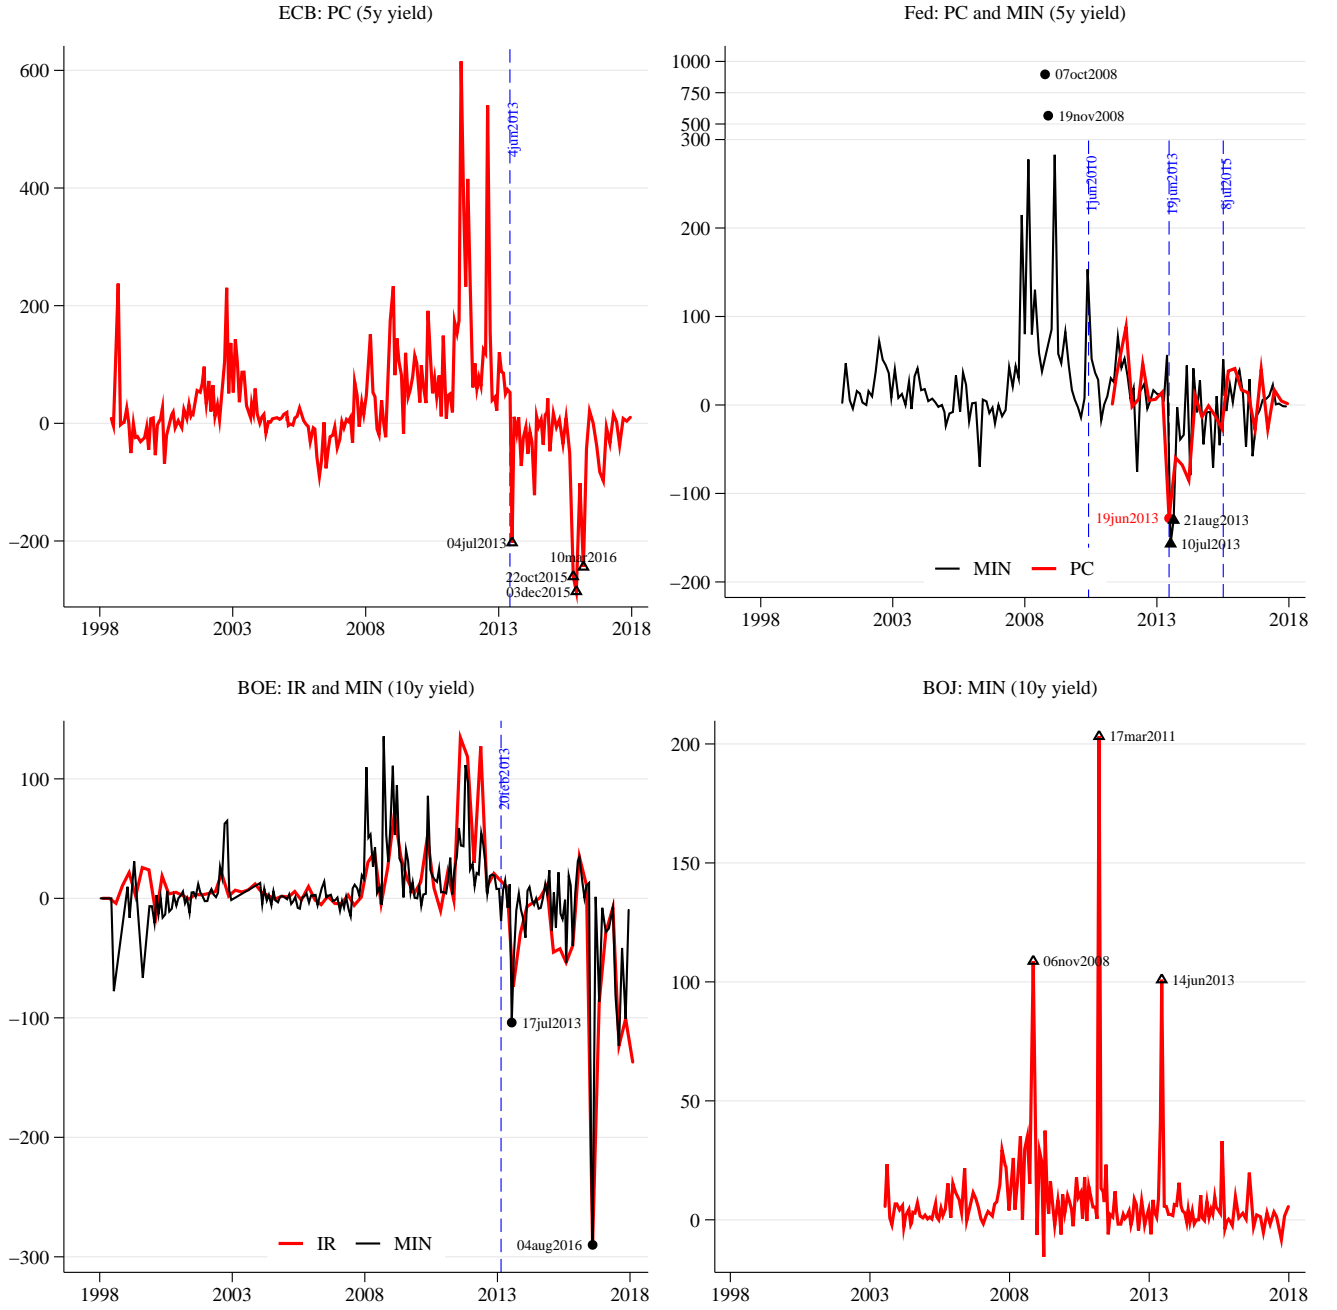 ECB: PC (5y yield)
600
400
200
0
−200
4jun2013
04jul2013
10mar2016
22oct2015
03dec2015
1998
2003
2008
2013
2018
Fed: PC and MIN (5y yield)
1000
750
500
300
200
100
0
−100
−200
07oct2008
19nov2008
1jun2010
19jun2013
8jul2015
19jun2013
21aug2013
10jul2013
MIN PC
1998
2003
2008
2013
2018
BOE: IR and MIN (10y yield)
100
0
−100
−200
−300
20feb2013
17jul2013
04aug2016
IR MIN
1998
2003
2008
2013
2018
BOJ: MIN (10y yield)
200
150
100
50
0
17mar2011
06nov2008
14jun2013
1998
2003
2008
2013
2018